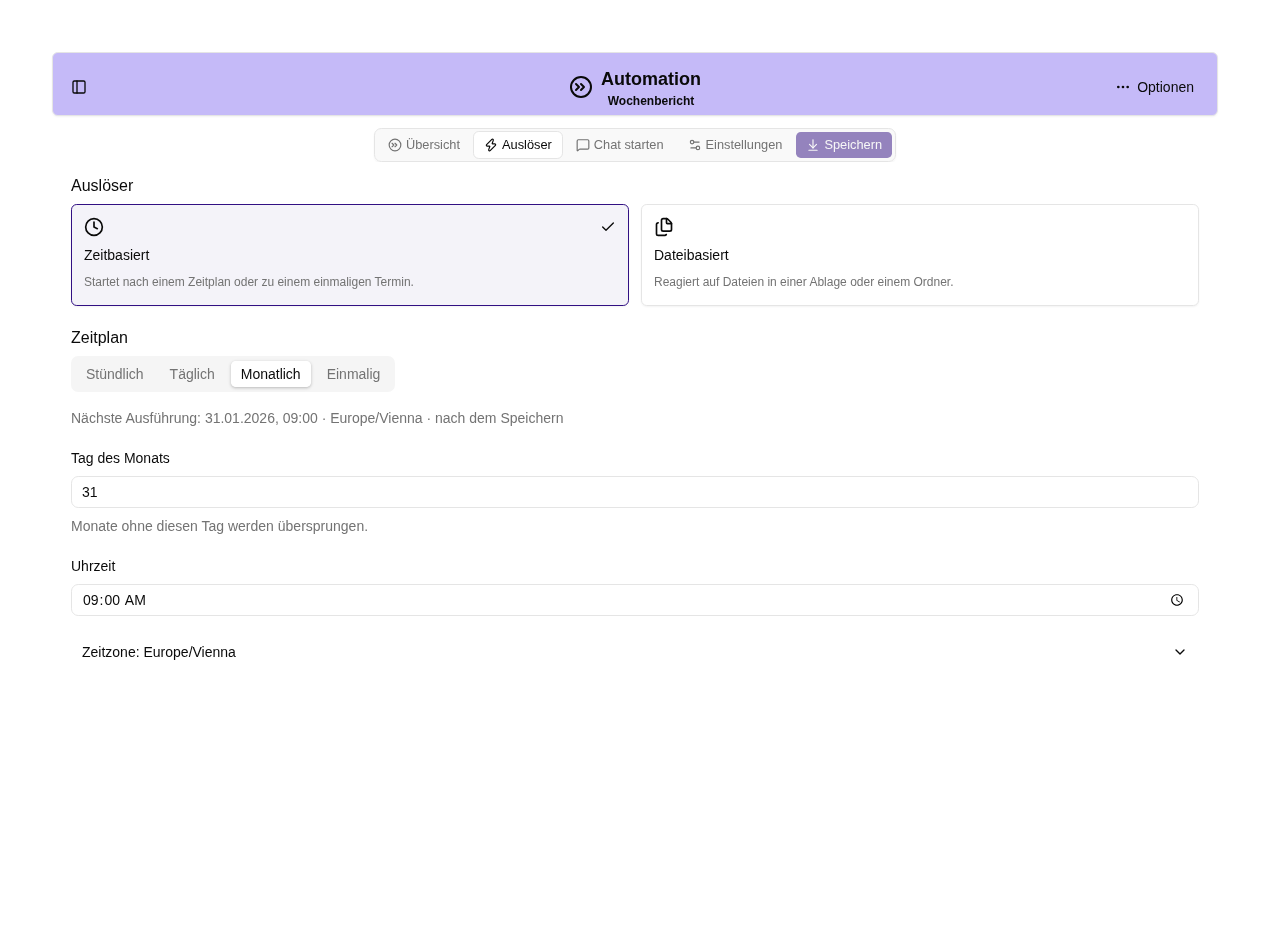 Automation
Wochenbericht
Optionen
Übersicht
Auslöser
Chat starten
Einstellungen
Speichern
Auslöser
Zeitbasiert
Startet nach einem Zeitplan oder zu einem einmaligen Termin.
Dateibasiert
Reagiert auf Dateien in einer Ablage oder einem Ordner.
Zeitplan
Stündlich
Täglich
Monatlich
Einmalig
Nächste Ausführung: 31.01.2026, 09:00 · Europe/Vienna · nach dem Speichern
Tag des Monats
31
Monate ohne diesen Tag werden übersprungen.
Uhrzeit
09:00 AM
Zeitzone: Europe/Vienna